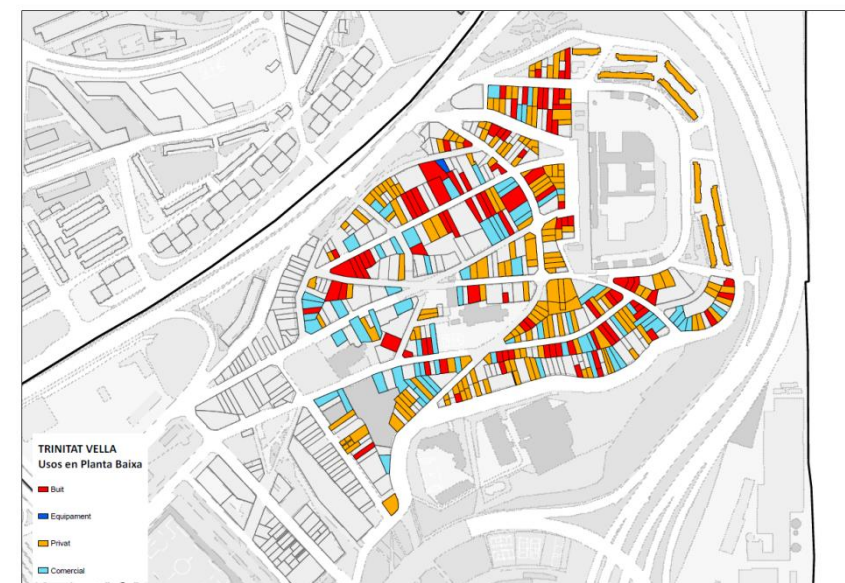 TRINITAT VELLA
Usos en Planta Baixa
Buit
Equipament
Privat
Comercial